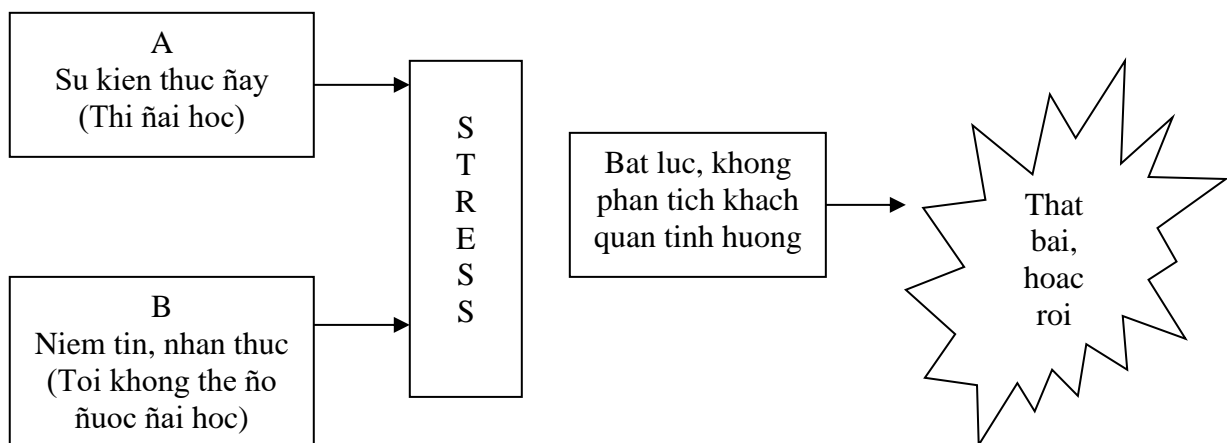 A
Su kien thuc ñay
(Thi ñai hoc)
B
Niem tin, nhan thuc
(Toi khong the ño
ñuoc ñai hoc)
S
T
R
E
S
S
Bat luc, khong
phan tich khach
quan tinh huong
That
bai,
hoac
roi